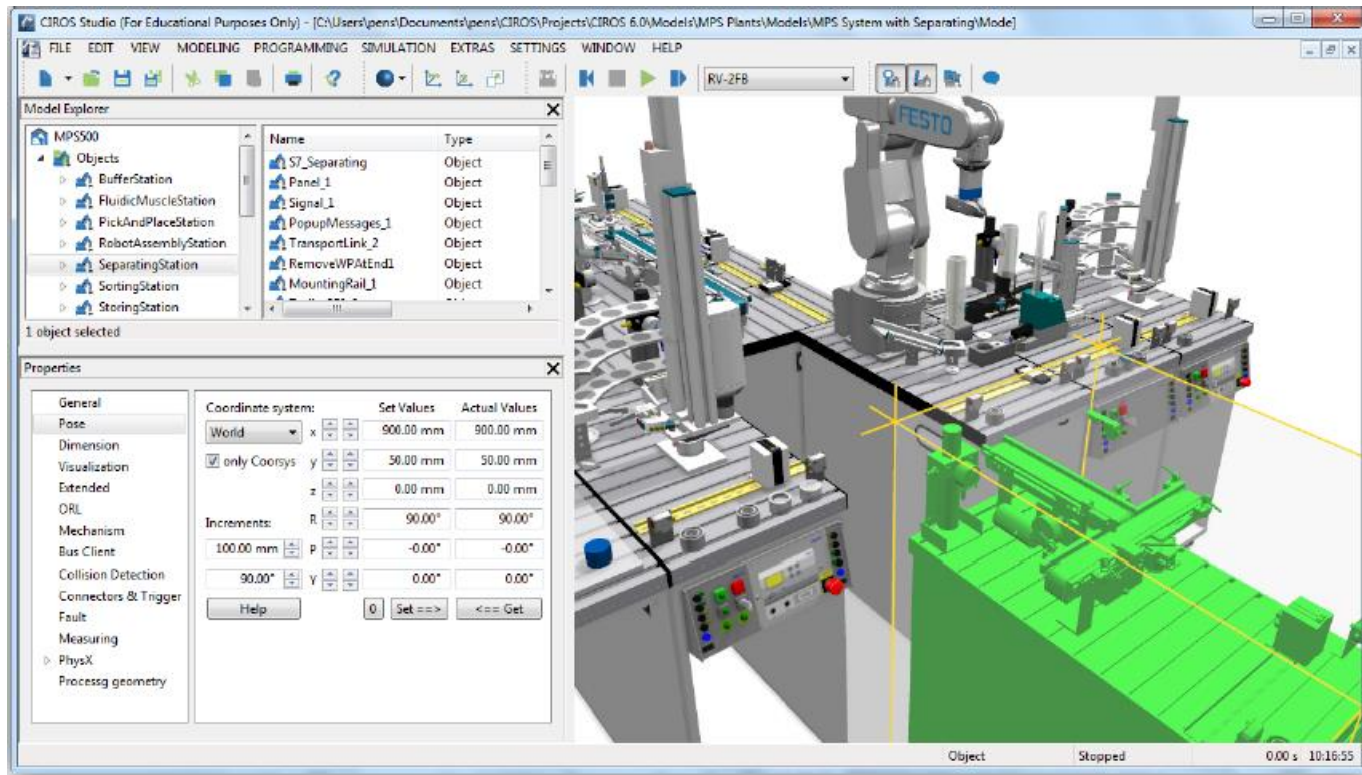 CIROS Studio (For Educational Purposes Only) - [C:\Users\pens\Documents\pens\CIROS\Projects\CIROS 6.0\Models\MPS Plants\Models\MPS System with Separating\Mode]
FILE EDIT VIEW MODELING PROGRAMMING SIMULATION EXTRAS SETTINGS WINDOW HELP
RV-2FB
Model Explorer
MPS500
Objects
BufferStation
FluidicMuscleStation
PickAndPlaceStation
RobotAssemblyStation
SeparatingStation
SortingStation
StoringStation
Name Type
S7_Separating Object
Panel_1 Object
Signal_1 Object
PopupMessages_1 Object
TransportLink_2 Object
RemoveWPAtEnd1 Object
MountingRail_1 Object
1 object selected
Properties
General
Pose
Dimension
Visualization
Extended
ORL
Mechanism
Bus Client
Collision Detection
Connectors & Trigger
Fault
Measuring
PhysX
Processg geometry
Coordinate system: Set Values Actual Values
World x 900.00 mm 900.00 mm
only Coorsys y 50.00 mm 50.00 mm
z 0.00 mm 0.00 mm
Increments: R 90.00° 90.00°
100.00 mm P -0.00° -0.00°
90.00° Y 0.00° 0.00°
Help 0 Set ==> <== Get
FESTO
Object Stopped 0.00 s 10:16:55